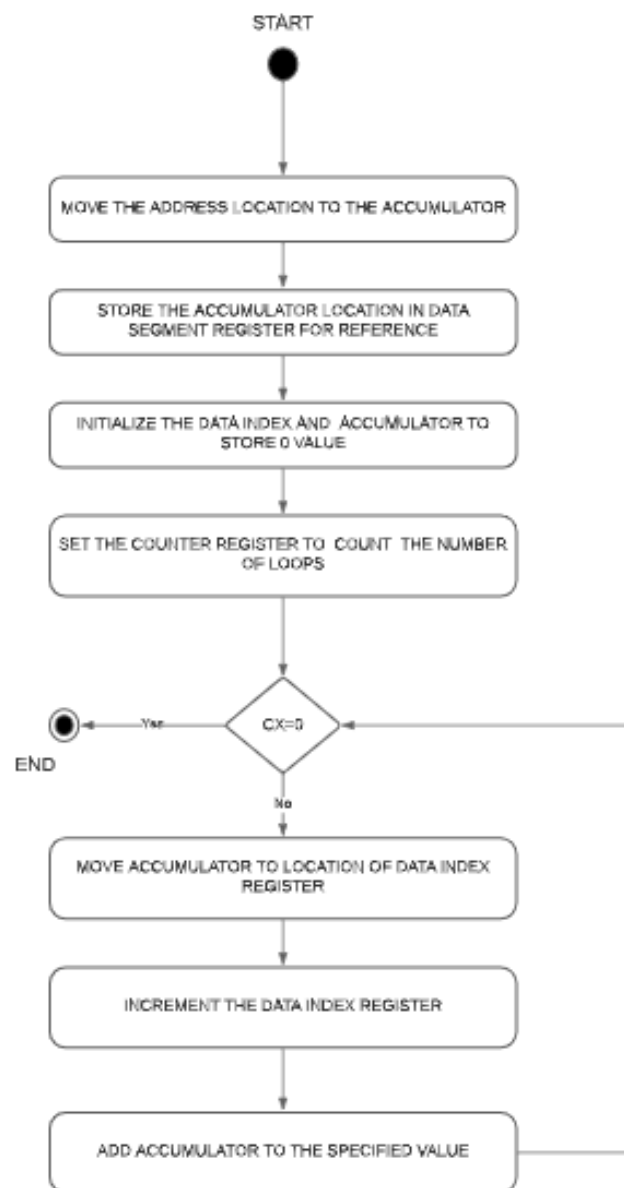 START
MOVE THE ADDRESS LOCATION TO THE ACCUMULATOR
STORE THE ACCUMULATOR LOCATION IN DATA
SEGMENT REGISTER FOR REFERENCE
INITIALIZE THE DATA INDEX AND ACCUMULATOR TO
STORE 0 VALUE
SET THE COUNTER REGISTER TO COUNT THE NUMBER
OF LOOPS
CX=0
Yes
END
No
MOVE ACCUMULATOR TO LOCATION OF DATA INDEX
REGISTER
INCREMENT THE DATA INDEX REGISTER
ADD ACCUMULATOR TO THE SPECIFIED VALUE